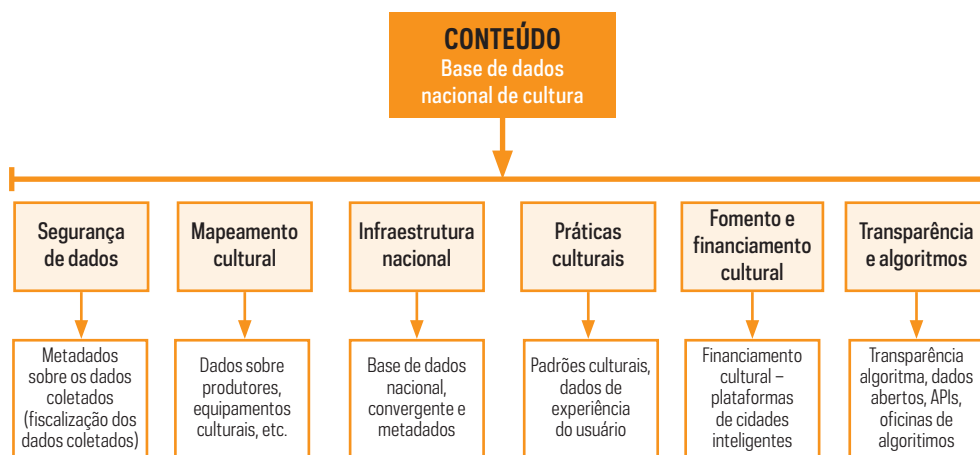 CONTEÚDO
Base de dados
nacional de cultura
Segurança
de dados
Mapeamento
cultural
Infraestrutura
nacional
Práticas
culturais
Fomento e
financiamento
cultural
Transparência
e algoritmos
Metadados
sobre os dados
coletados
(fiscalização dos
dados coletados)
Dados sobre
produtores,
equipamentos
culturais, etc.
Base de dados
nacional,
convergente e
metadados
Padrões culturais,
dados de
experiência
do usuário
Financiamento
cultural –
plataformas
de cidades
inteligentes
Transparência
algoritma, dados
abertos, APIs,
oficinas de
algoritimos